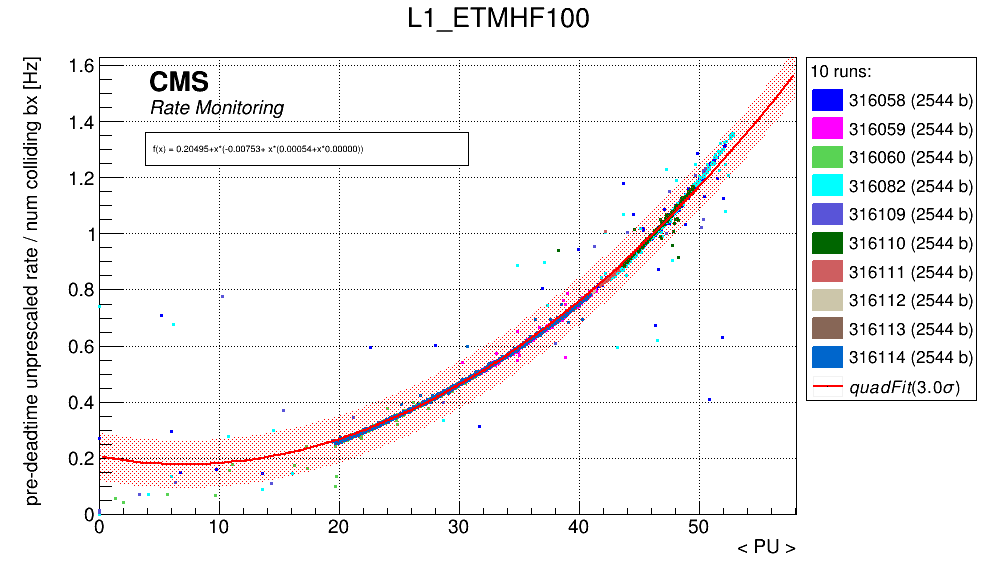 L1_ETMHF100
pre-deadtime unprescaled rate / num colliding bx [Hz]
1.6
1.4
1.2
1
0.8
0.6
0.4
0.2
0
CMS
Rate Monitoring
f(x) = 0.20495+x*(-0.00753+ x*(0.00054+x*0.00000))
0
10
20
30
40
50
< PU >
10 runs:
316058 (2544 b)
316059 (2544 b)
316060 (2544 b)
316082 (2544 b)
316109 (2544 b)
316110 (2544 b)
316111 (2544 b)
316112 (2544 b)
316113 (2544 b)
316114 (2544 b)
quadFit(3.0σ)